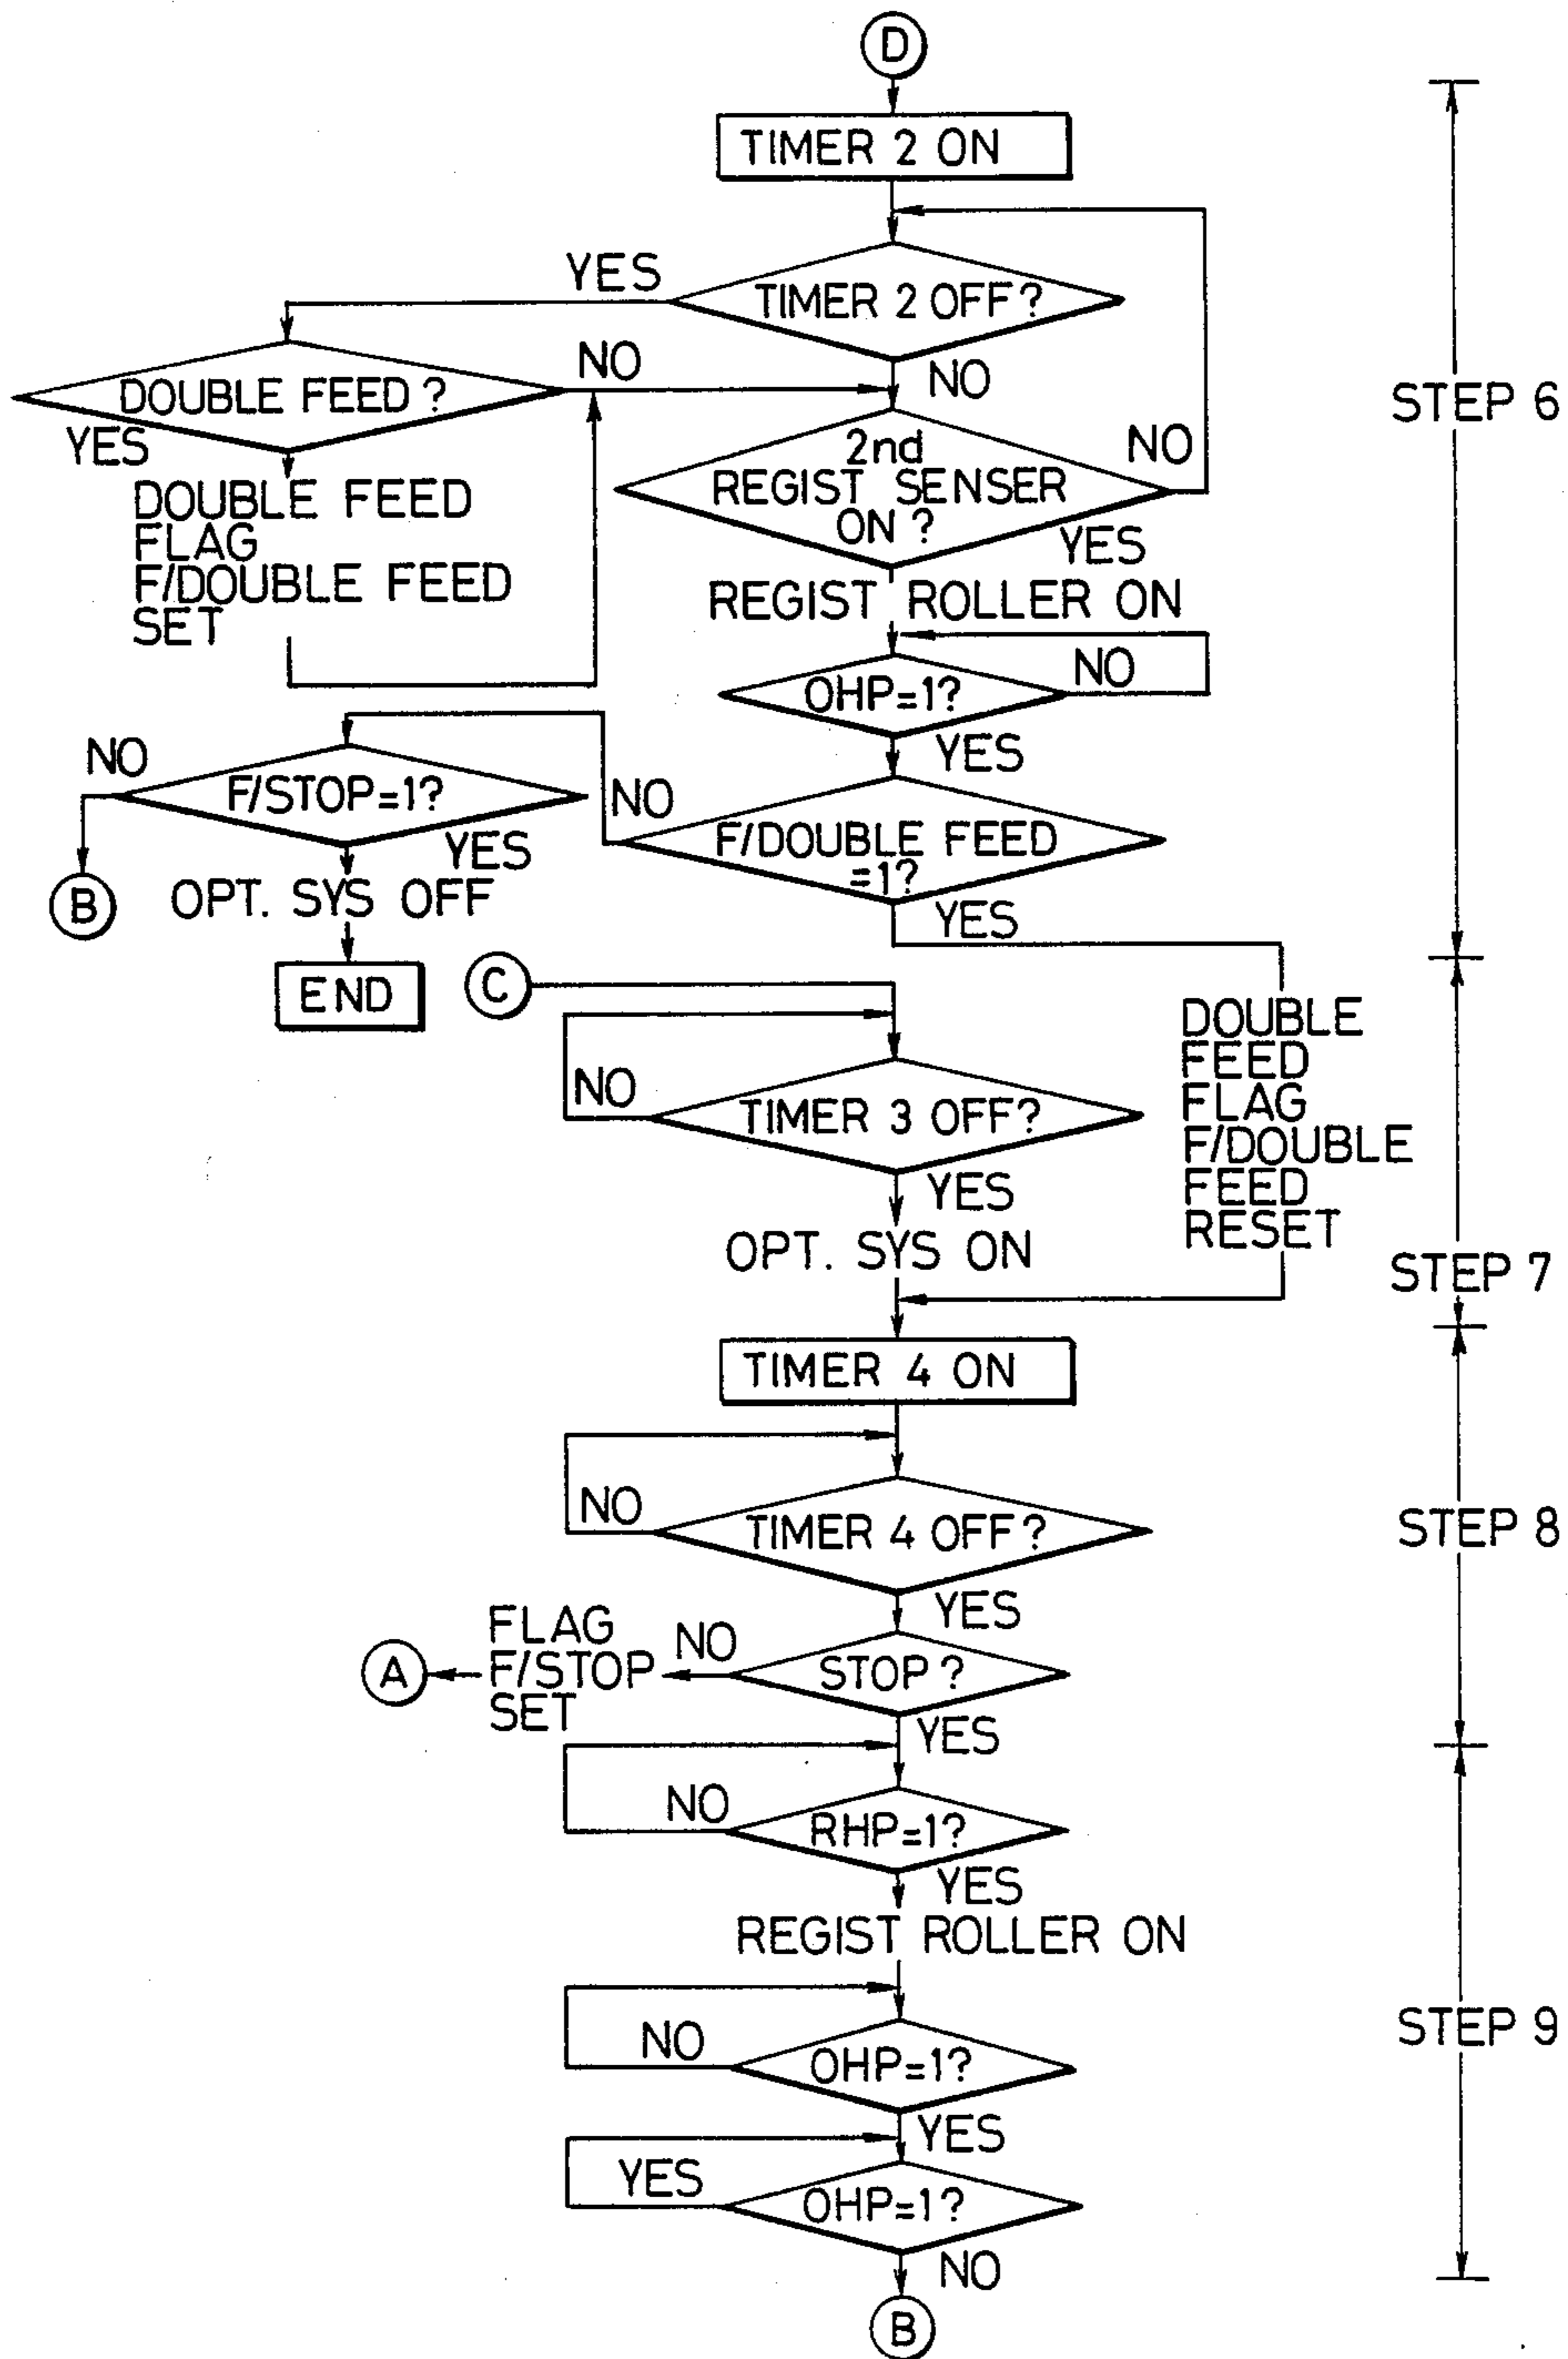 D
TIMER 2 ON
YES
TIMER 2 OFF?
NO
DOUBLE FEED?
NO
YES
STEP 6
DOUBLE FEED
FLAG
F/DOUBLE FEED
SET
2nd
REGIST SENSER
ON?
NO
YES
REGIST ROLLER ON
OHP=1?
NO
YES
NO
F/STOP=1?
YES
NO
F/DOUBLE FEED
=1?
YES
B
OPT. SYS OFF
END
C
DOUBLE
FEED
FLAG
F/DOUBLE
FEED
RESET
NO
TIMER 3 OFF?
YES
OPT. SYS ON
STEP 7
TIMER 4 ON
NO
TIMER 4 OFF?
YES
STEP 8
A
FLAG
F/STOP
SET
NO
STOP?
YES
NO
RHP=1?
YES
REGIST ROLLER ON
STEP 9
NO
OHP=1?
YES
YES
OHP=1?
NO
B